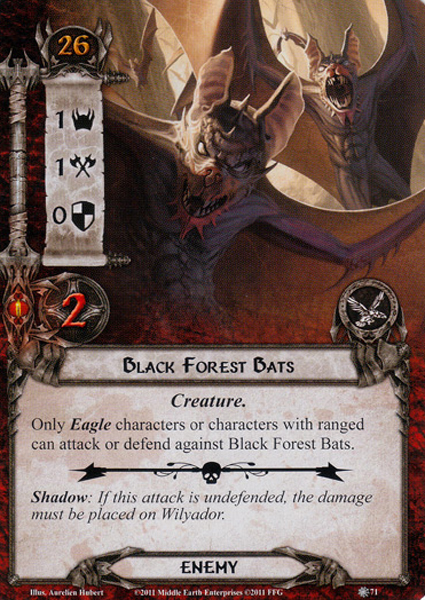 26
1
1
0
2
BLACK FOREST BATS
Creature.
Only Eagle characters or characters with ranged
can attack or defend against Black Forest Bats.
Shadow: If this attack is undefended, the damage
must be placed on Wilyador.
ENEMY
Illus. Aurelien Hubert ©2011 Middle Earth Enterprises ©2011 FFG 71